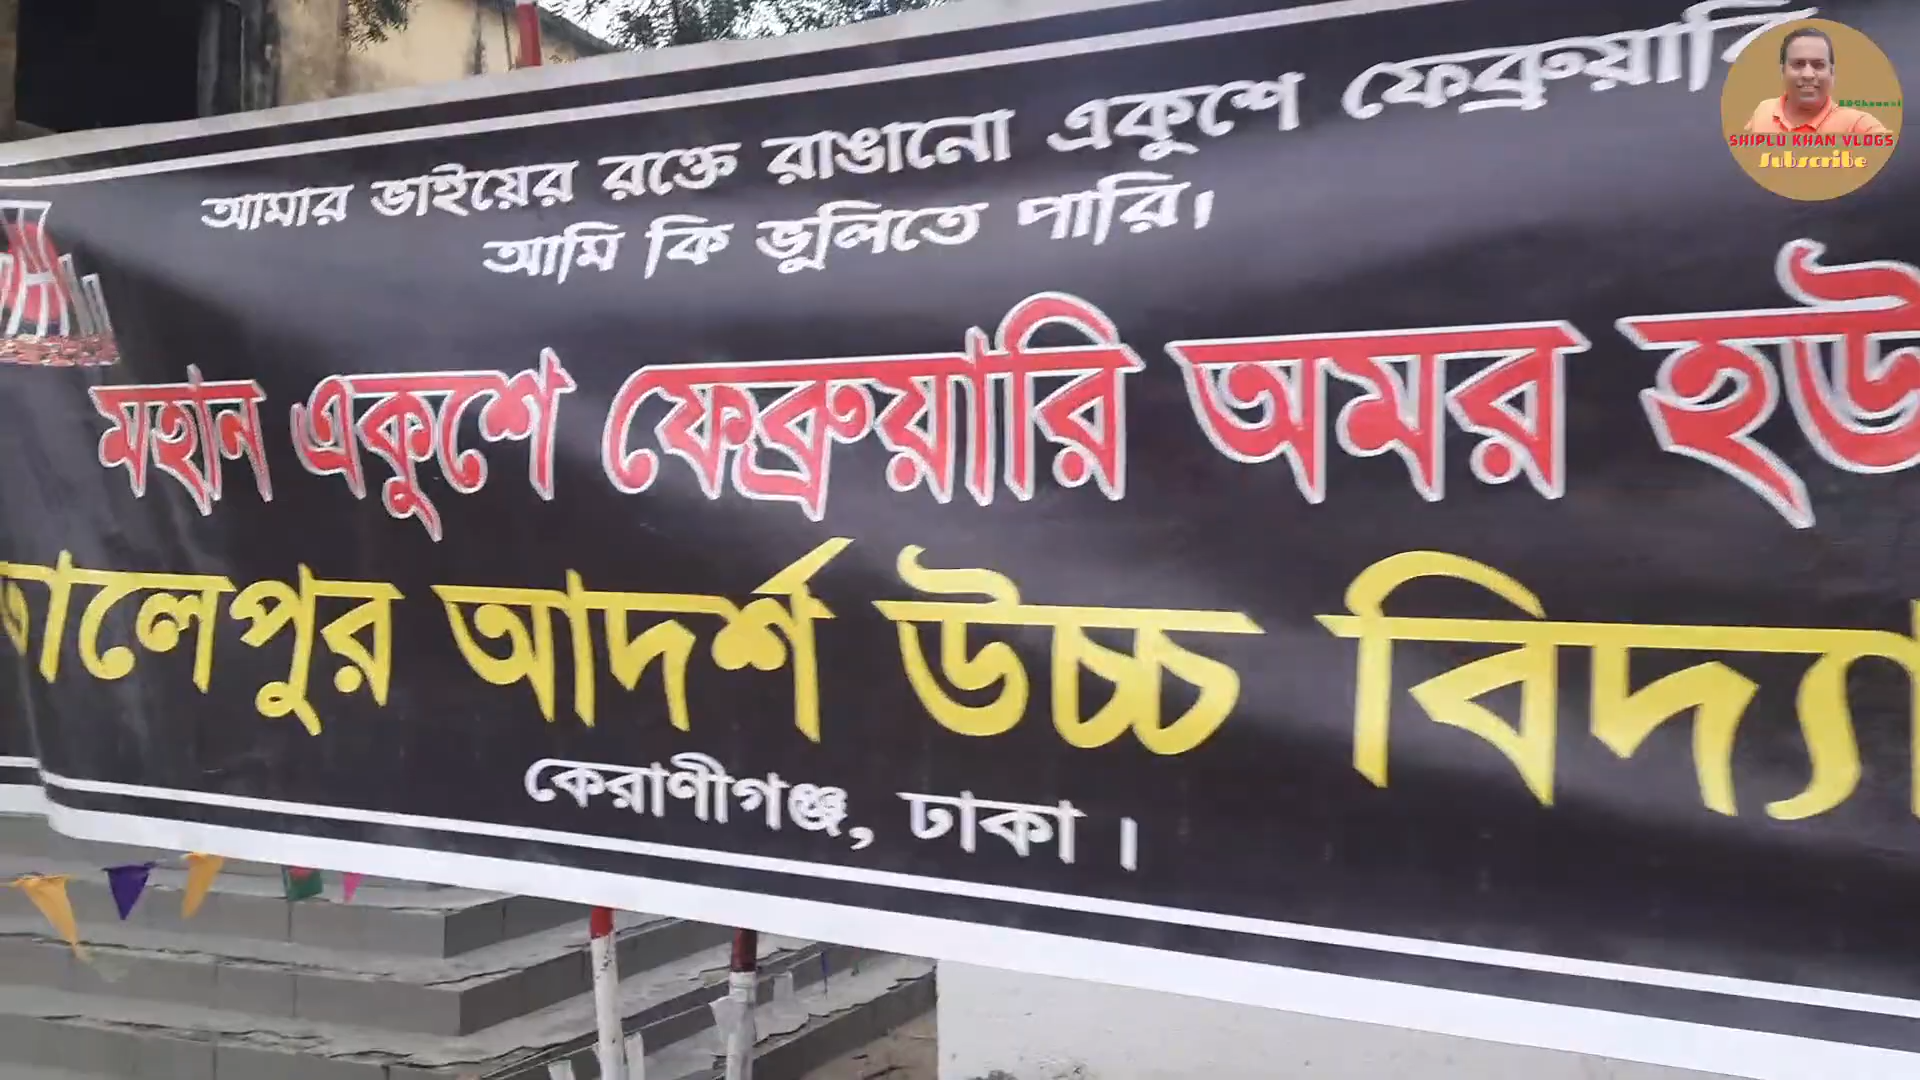 আমার ভাইয়ের রক্তে রাঙানো একুশে ফেব্রুয়ারি
আমি কি ভুলিতে পারি।
মহান একুশে ফেব্রুয়ারি অমর হউ
তালেপুর আদর্শ উচ্চ বিদ্যা
কেরাণীগঞ্জ, ঢাকা ।
SHIPLU KHAN VLOGS
Subscribe